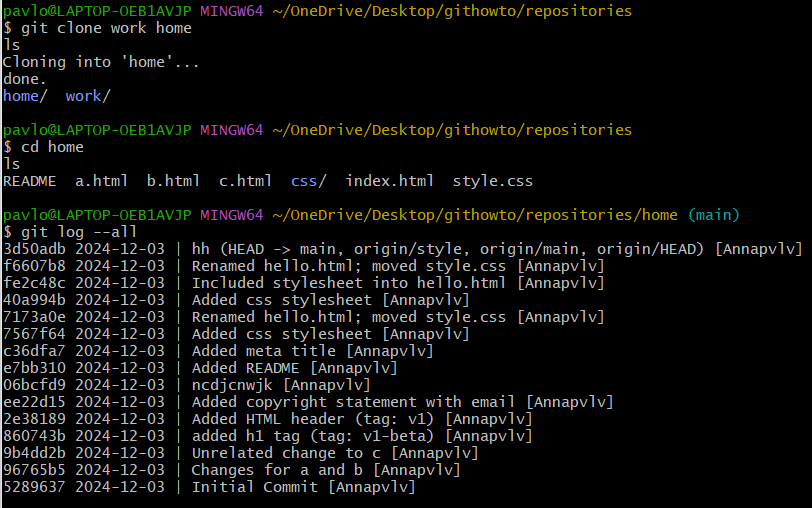 pavlo@LAPTOP-OEB1AVJP MINGW64 ~/OneDrive/Desktop/githowto/repositories
$ git clone work home
ls
Cloning into 'home'...
done.
home/  work/

pavlo@LAPTOP-OEB1AVJP MINGW64 ~/OneDrive/Desktop/githowto/repositories
$ cd home
ls
README  a.html  b.html  c.html  css/  index.html  style.css

pavlo@LAPTOP-OEB1AVJP MINGW64 ~/OneDrive/Desktop/githowto/repositories/home (main)
$ git log --all
3d50adb 2024-12-03 | hh (HEAD -> main, origin/style, origin/main, origin/HEAD) [Annapvlv]
f6607b8 2024-12-03 | Renamed hello.html; moved style.css [Annapvlv]
fe2c48c 2024-12-03 | Included stylesheet into hello.html [Annapvlv]
40a994b 2024-12-03 | Added css stylesheet [Annapvlv]
7173a0e 2024-12-03 | Renamed hello.html; moved style.css [Annapvlv]
7567f64 2024-12-03 | Added css stylesheet [Annapvlv]
c36dfa7 2024-12-03 | Added meta title [Annapvlv]
e7bb310 2024-12-03 | Added README [Annapvlv]
06bcfd9 2024-12-03 | ncdjcnwjk [Annapvlv]
ee22d15 2024-12-03 | Added copyright statement with email [Annapvlv]
2e38189 2024-12-03 | Added HTML header (tag: v1) [Annapvlv]
860743b 2024-12-03 | added h1 tag (tag: v1-beta) [Annapvlv]
9b4dd2b 2024-12-03 | Unrelated change to c [Annapvlv]
96765b5 2024-12-03 | Changes for a and b [Annapvlv]
5289637 2024-12-03 | Initial Commit [Annapvlv]